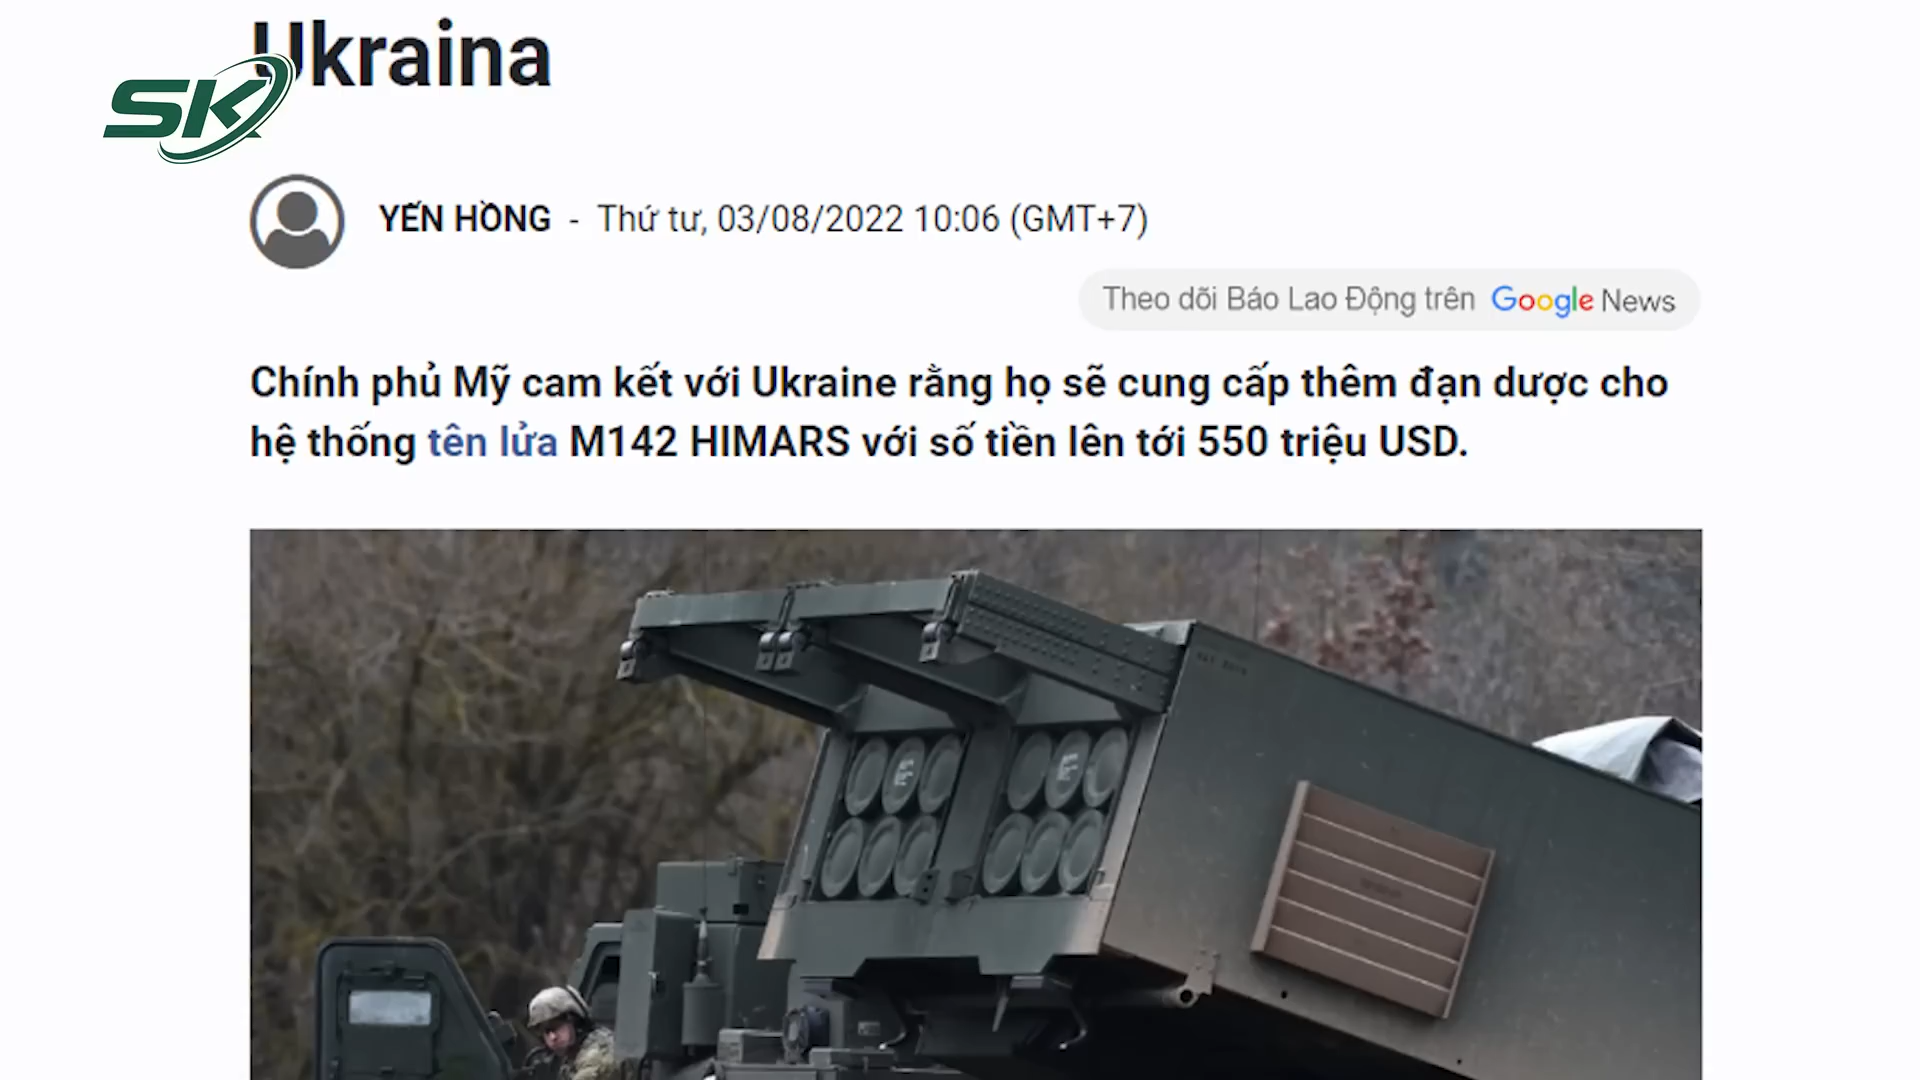 Ukraina
SK
YẾN HỒNG - Thứ tư, 03/08/2022 10:06 (GMT+7)
Theo dõi Báo Lao Động trên Google News
Chính phủ Mỹ cam kết với Ukraine rằng họ sẽ cung cấp thêm đạn dược cho
hệ thống tên lửa M142 HIMARS với số tiền lên tới 550 triệu USD.